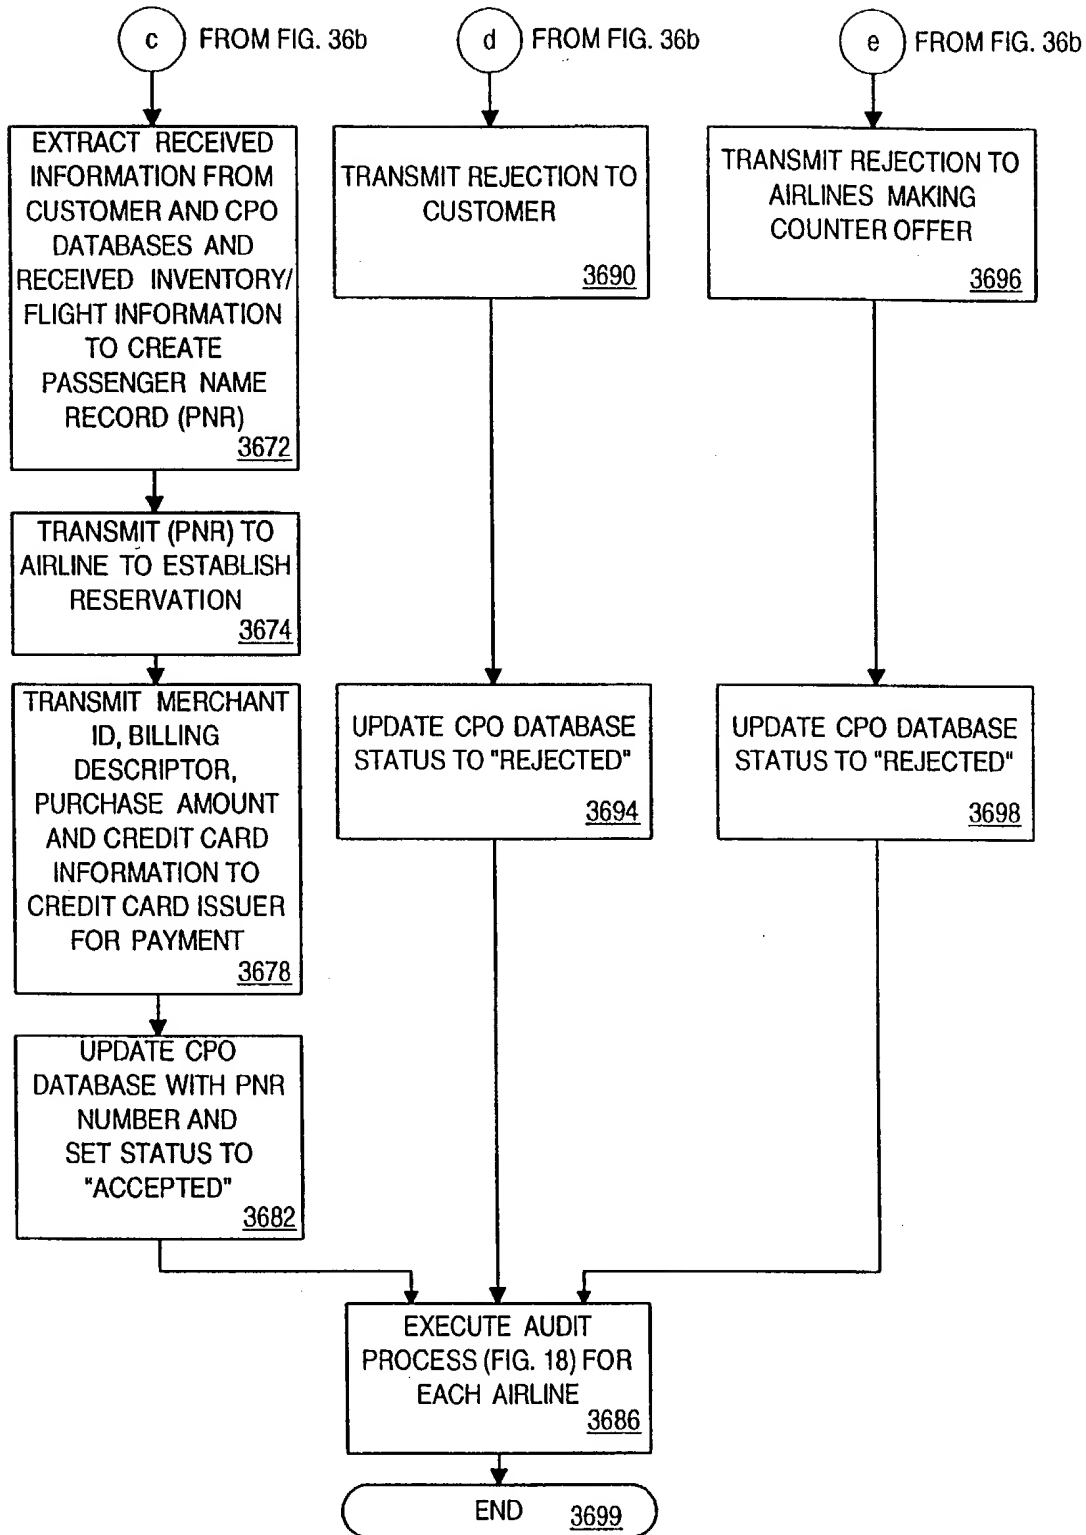 c FROM FIG. 36b
d FROM FIG. 36b
e FROM FIG. 36b
EXTRACT RECEIVED
INFORMATION FROM
CUSTOMER AND CPO
DATABASES AND
RECEIVED INVENTORY/
FLIGHT INFORMATION
TO CREATE
PASSENGER NAME
RECORD (PNR)
3672
TRANSMIT (PNR) TO
AIRLINE TO ESTABLISH
RESERVATION
3674
TRANSMIT MERCHANT
ID, BILLING
DESCRIPTOR,
PURCHASE AMOUNT
AND CREDIT CARD
INFORMATION TO
CREDIT CARD ISSUER
FOR PAYMENT
3678
UPDATE CPO
DATABASE WITH PNR
NUMBER AND
SET STATUS TO
"ACCEPTED"
3682
TRANSMIT REJECTION TO
CUSTOMER
3690
UPDATE CPO DATABASE
STATUS TO "REJECTED"
3694
TRANSMIT REJECTION TO
AIRLINES MAKING
COUNTER OFFER
3696
UPDATE CPO DATABASE
STATUS TO "REJECTED"
3698
EXECUTE AUDIT
PROCESS (FIG. 18) FOR
EACH AIRLINE
3686
END 3699